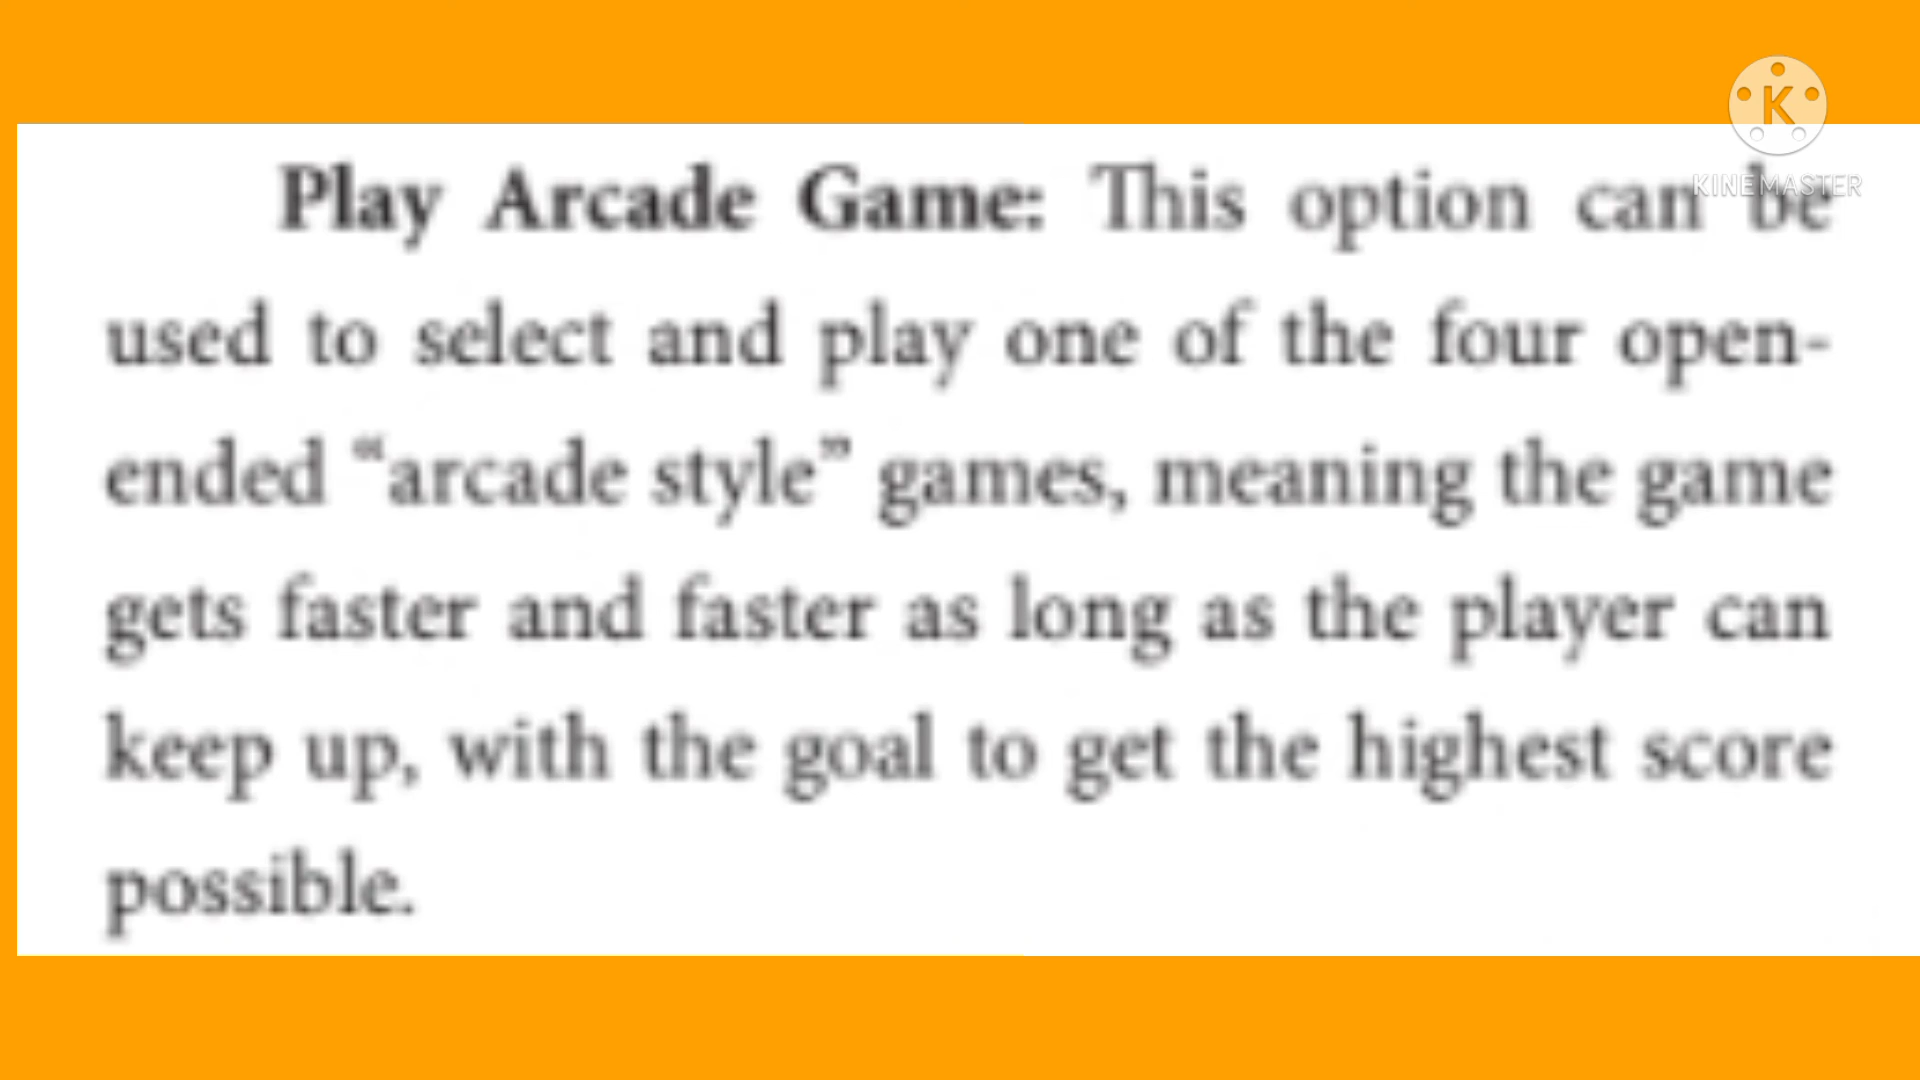 K
KINEMASTER
Play Arcade Game: This option can be
used to select and play one of the four open-
ended “arcade style” games, meaning the game
gets faster and faster as long as the player can
keep up, with the goal to get the highest score
possible.